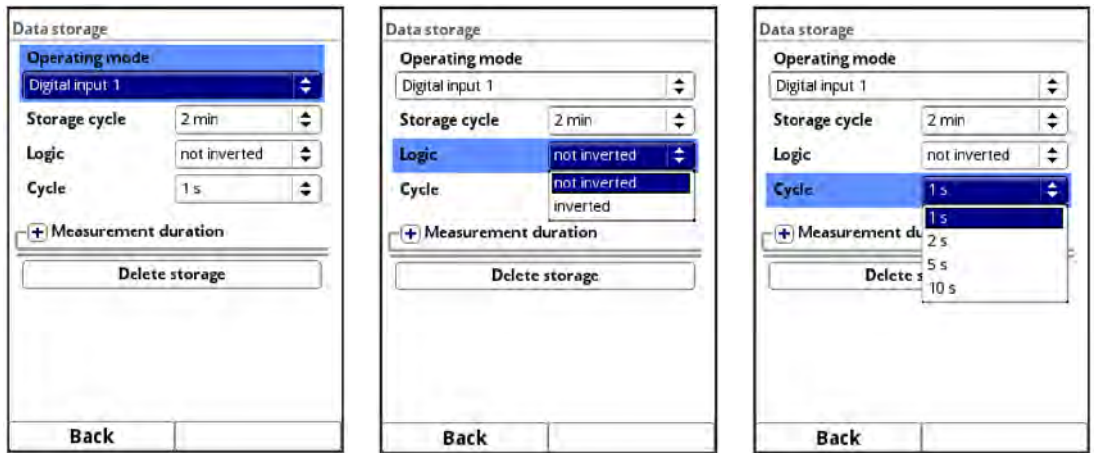 Data storage
Operating mode
Digital input 1
Storage cycle 2 min
Logic not inverted
Cycle 1 s
Measurement duration
Delete storage
Back
Data storage
Operating mode
Digital input 1
Storage cycle 2 min
Logic not inverted
not inverted
Cycle
inverted
Measurement duration
Delete storage
Back
Data storage
Operating mode
Digital input 1
Storage cycle 2 min
Logic not inverted
Cycle 1 s
1 s
Measurement du
2 s
5 s
Delete s
10 s
Back